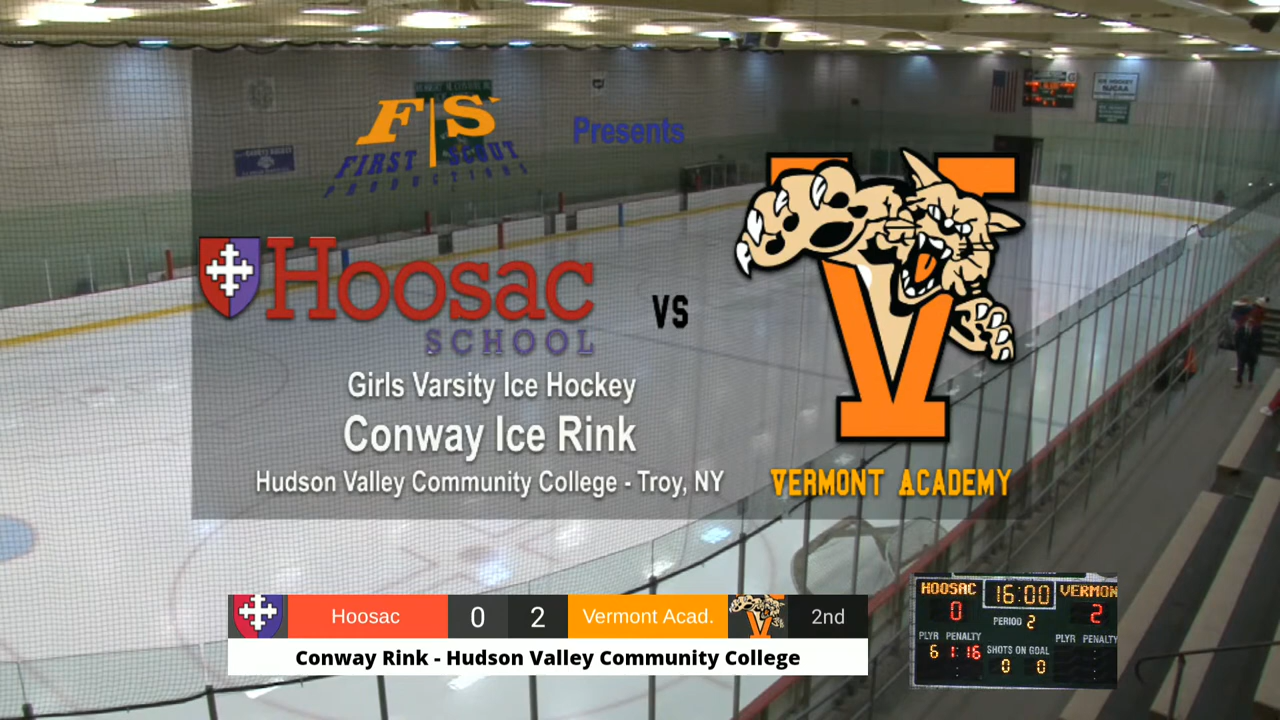 F S
FIRST SCOUT
PRODUCTIONS
Presents
HOOSAC
SCHOOL
vs
V
Girls Varsity Ice Hockey
Conway Ice Rink
Hudson Valley Community College - Troy, NY
VERMONT ACADEMY
Hoosac 0 2 Vermont Acad. 2nd
Conway Rink - Hudson Valley Community College
HOOSAC 16:00 VERMON
0 2
PERIOD 2
PLYR PENALTY PLYR PENALTY
6 1:16 SHOTS ON GOAL
0 0